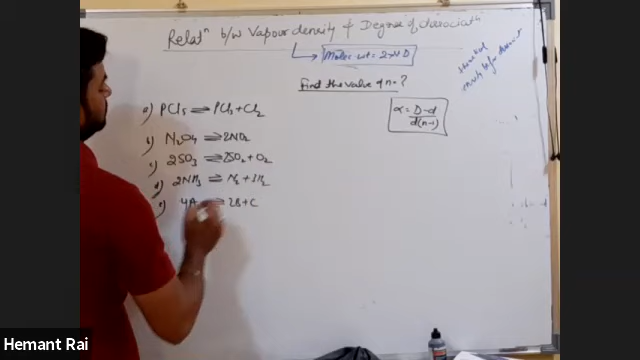 Relatⁿ b/w Vapour density & Degree of dissociatⁿ
Molec. wt = 2×V.D
Find the value of n = ?
α = D-d / d(n-1)
a) PCl₅ ⇌ PCl₃ + Cl₂
b) N₂O₄ ⇌ 2NO₂
c) 2SO₃ ⇌ 2SO₂ + O₂
d) 2NH₃ ⇌ N₂ + 3H₂
e) 4A ⇌ 2B + C
Hemant Rai